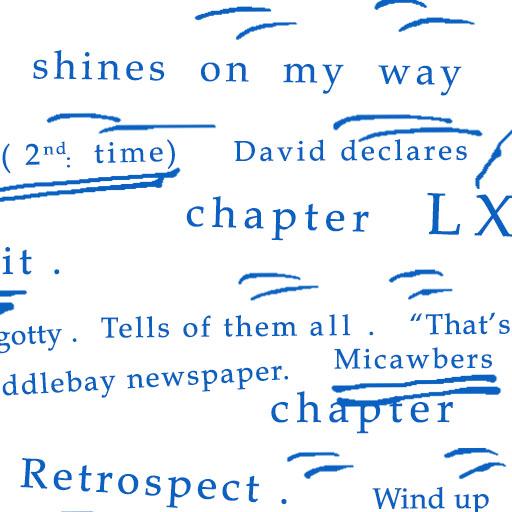 shines on my way
( 2nd: time) David declares
chapter LX
it .
gotty . Tells of them all . “That's
Micawbers
ddlebay newspaper.
chapter
Retrospect .
Wind up